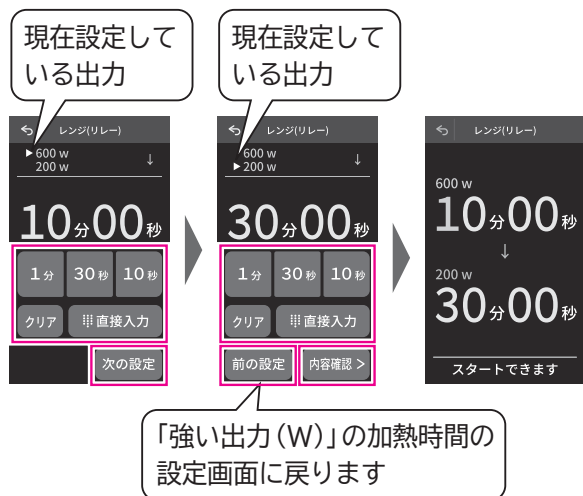 現在設定して
いる出力
現在設定して
いる出力
レンジ(リレー)
▶600 w
200 w
↓
10分00秒
1分 30秒 10秒
クリア 直接入力
次の設定
レンジ(リレー)
600 w
▶200 w
↓
30分00秒
1分 30秒 10秒
クリア 直接入力
前の設定 内容確認 >
レンジ(リレー)
600 w
10分00秒
↓
200 w
30分00秒
スタートできます
「強い出力（W）」の加熱時間の
設定画面に戻ります